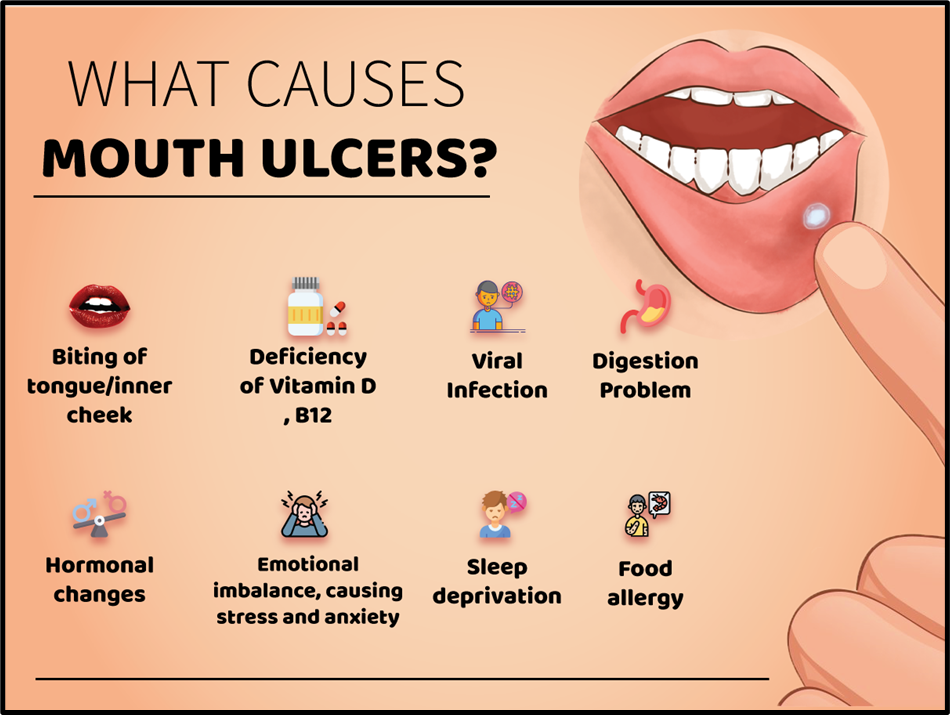 WHAT CAUSES
MOUTH ULCERS?
Biting of
tongue/inner
cheek
Deficiency
of Vitamin D
, B12
Viral
Infection
Digestion
Problem
Hormonal
changes
Emotional
imbalance, causing
stress and anxiety
Sleep
deprivation
Food
allergy